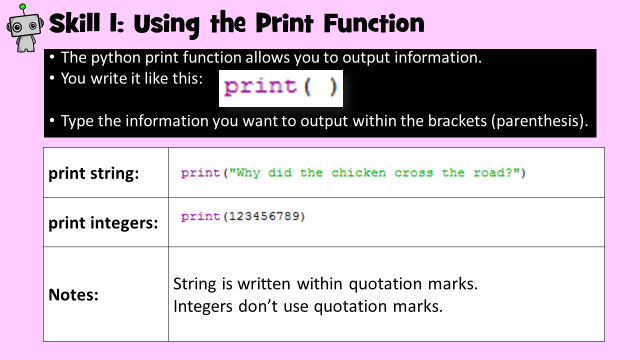 Skill 1: Using the Print Function
• The python print function allows you to output information.
• You write it like this: print( )
• Type the information you want to output within the brackets (parenthesis).
print string: print("Why did the chicken cross the road?")
print integers: print(123456789)
Notes: String is written within quotation marks.
Integers don’t use quotation marks.